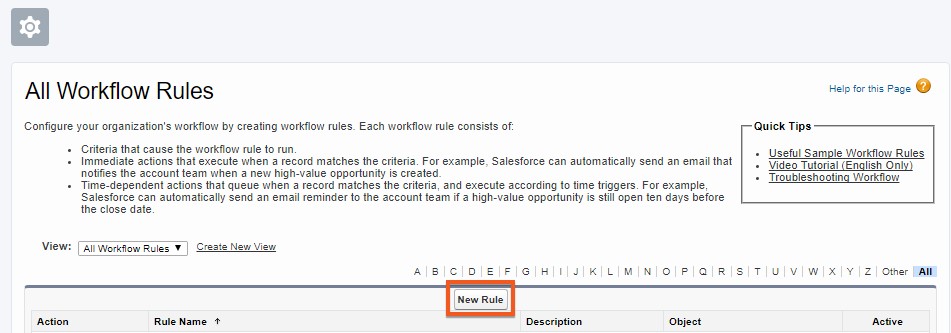 All Workflow Rules
Help for this Page ?
Configure your organization's workflow by creating workflow rules. Each workflow rule consists of:
• Criteria that cause the workflow rule to run.
• Immediate actions that execute when a record matches the criteria. For example, Salesforce can automatically send an email that
notifies the account team when a new high-value opportunity is created.
• Time-dependent actions that queue when a record matches the criteria, and execute according to time triggers. For example,
Salesforce can automatically send an email reminder to the account team if a high-value opportunity is still open ten days before
the close date.
Quick Tips
• Useful Sample Workflow Rules
• Video Tutorial (English Only)
• Troubleshooting Workflow
View: All Workflow Rules ▼ Create New View
A | B | C | D | E | F | G | H | I | J | K | L | M | N | O | P | Q | R | S | T | U | V | W | X | Y | Z | Other All
New Rule
Action Rule Name ↑ Description Object Active